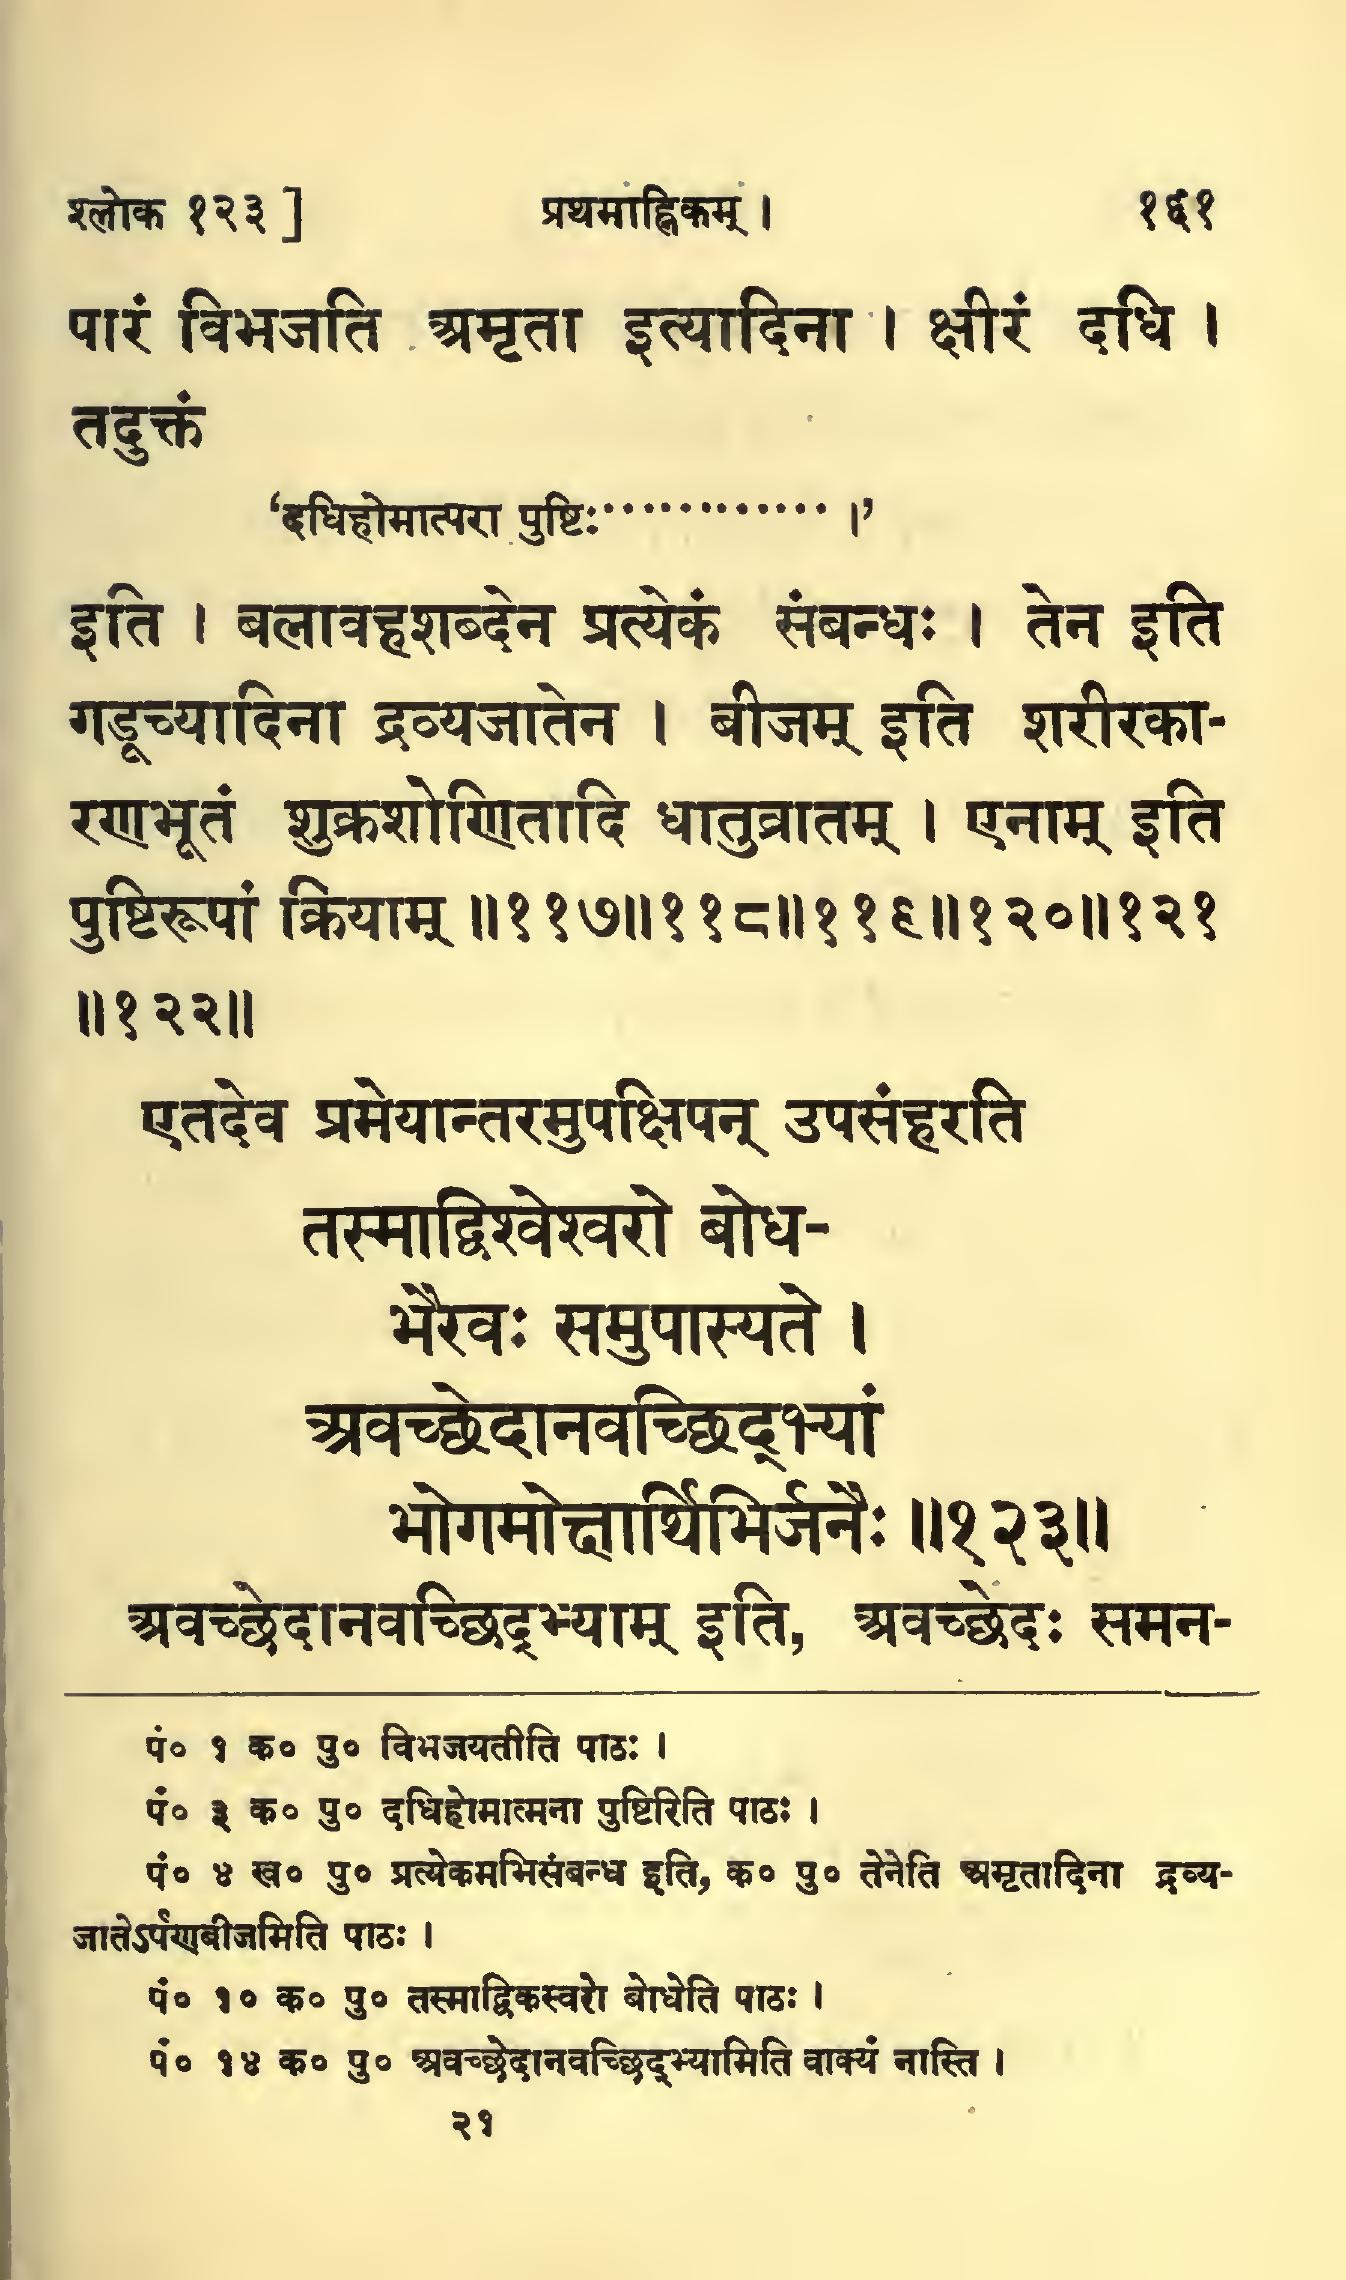 श्लोक १२३ ] प्रथमाह्निकम् । १६१
पारं विभजति अमृता इत्यादिना । क्षीरं दधि ।
तदुक्तं
‘दधिहोमात्परा पुष्टिः············· ।’
इति । बलावहशब्देन प्रत्येकं संबन्धः । तेन इति
गडूच्यादिना द्रव्यजातेन । बीजम् इति शरीरका-
रणभूतं शुक्रशोणितादि धातुव्रातम् । एनाम् इति
पुष्टिरूपां क्रियाम् ॥११७॥११८॥११९॥१२०॥१२१
॥१२२॥
एतदेव प्रमेयान्तरमुपक्षिपन् उपसंहरति
तस्माद्विश्वेश्वरो बोध-
भैरवः समुपास्यते ।
अवच्छेदानवच्छिद्भ्यां
भोगमोक्षार्थिभिर्जनैः ॥१२३॥
अवच्छेदानवच्छिद्भ्याम् इति, अवच्छेदः समन-
पं० १ क० पु० विभजयतीति पाठः ।
पं० ३ क० पु० दधिहोमात्मना पुष्टिरिति पाठः ।
पं० ४ ख० पु० प्रत्येकमभिसंबन्ध इति, क० पु० तेनेति अमृतादिना द्रव्य-
जातेऽर्पणबीजमिति पाठः ।
पं० १० क० पु० तस्माद्विकस्वरो बोधेति पाठः ।
पं० १४ क० पु० अवच्छेदानवच्छिद्भ्यामिति वाक्यं नास्ति ।
२१